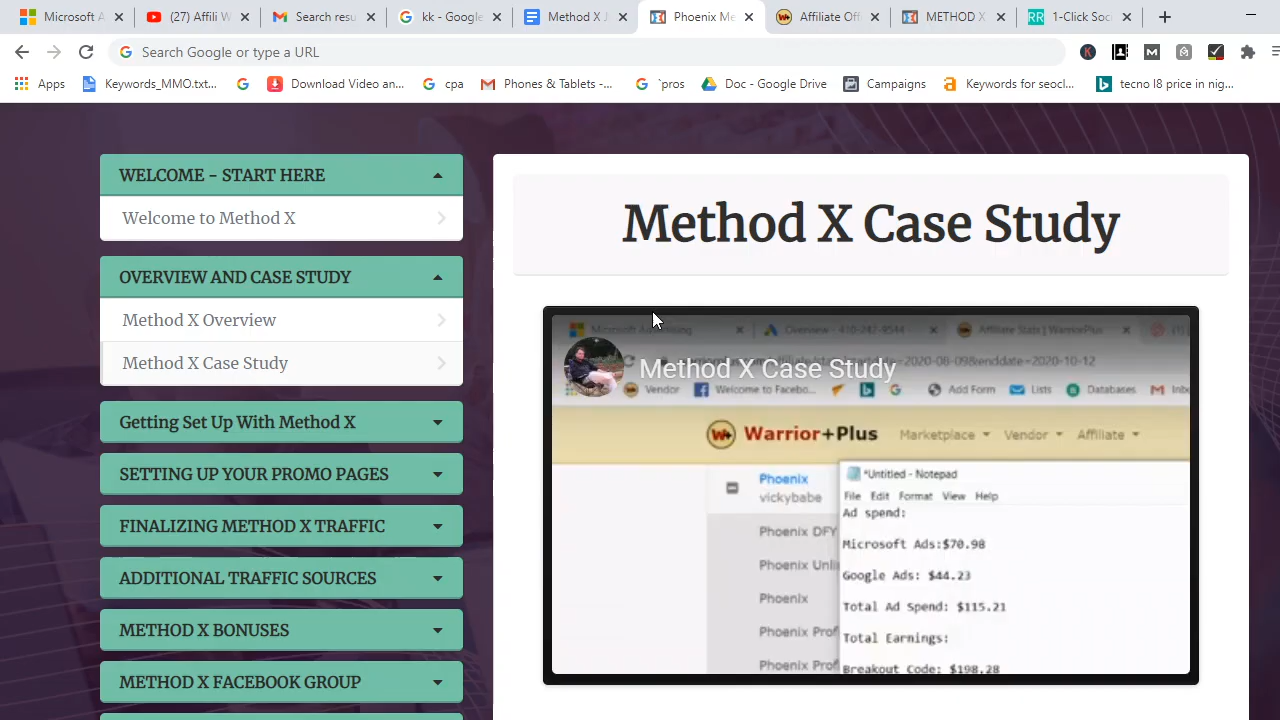 Microsoft A
(27) Affili W
Search resu
kk - Google
Method X J
Phoenix Me
Affiliate Off
METHOD X
1-Click Soc
Search Google or type a URL
Apps
Keywords_MMO.txt...
Download Video an...
cpa
Phones & Tablets -...
`pros
Doc - Google Drive
Campaigns
Keywords for seocl...
tecno l8 price in nig...
WELCOME - START HERE
Welcome to Method X
OVERVIEW AND CASE STUDY
Method X Overview
Method X Case Study
Getting Set Up With Method X
SETTING UP YOUR PROMO PAGES
FINALIZING METHOD X TRAFFIC
ADDITIONAL TRAFFIC SOURCES
METHOD X BONUSES
METHOD X FACEBOOK GROUP
Method X Case Study
Microsoft Advertising
Overview - 410-242-9544 -
Affiliate Stats | WarriorPlus
Method X Case Study
Vendor
Welcome to Facebo...
Add Form
Lists
Databases
Inb
Warrior+Plus
Marketplace
Vendor
Affiliate
Phoenix
vickybabe
Phoenix DFY
Phoenix Unli
Phoenix
Phoenix Prof
Phoenix Prof
*Untitled - Notepad
File Edit Format View Help
Ad spend:
Microsoft Ads:$70.98
Google Ads: $44.23
Total Ad Spend: $115.21
Total Earnings:
Breakout Code: $198.28